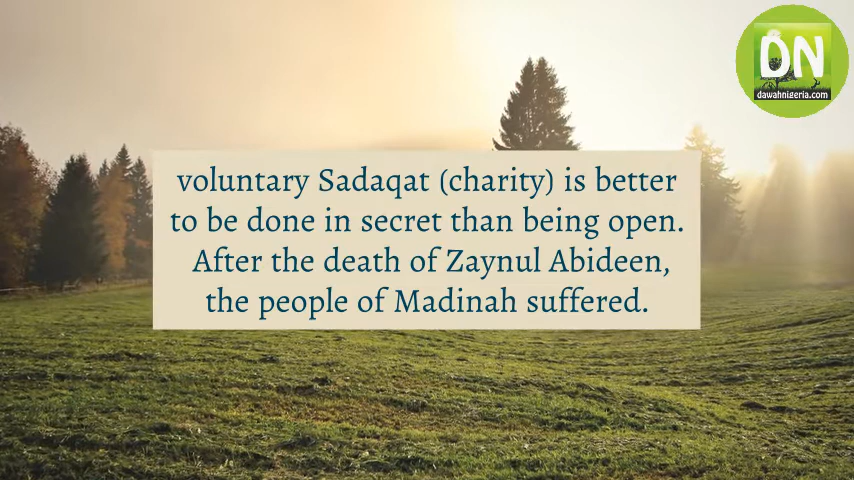 DN
dawahnigeria.com
voluntary Sadaqat (charity) is better
to be done in secret than being open.
After the death of Zaynul Abideen,
the people of Madinah suffered.